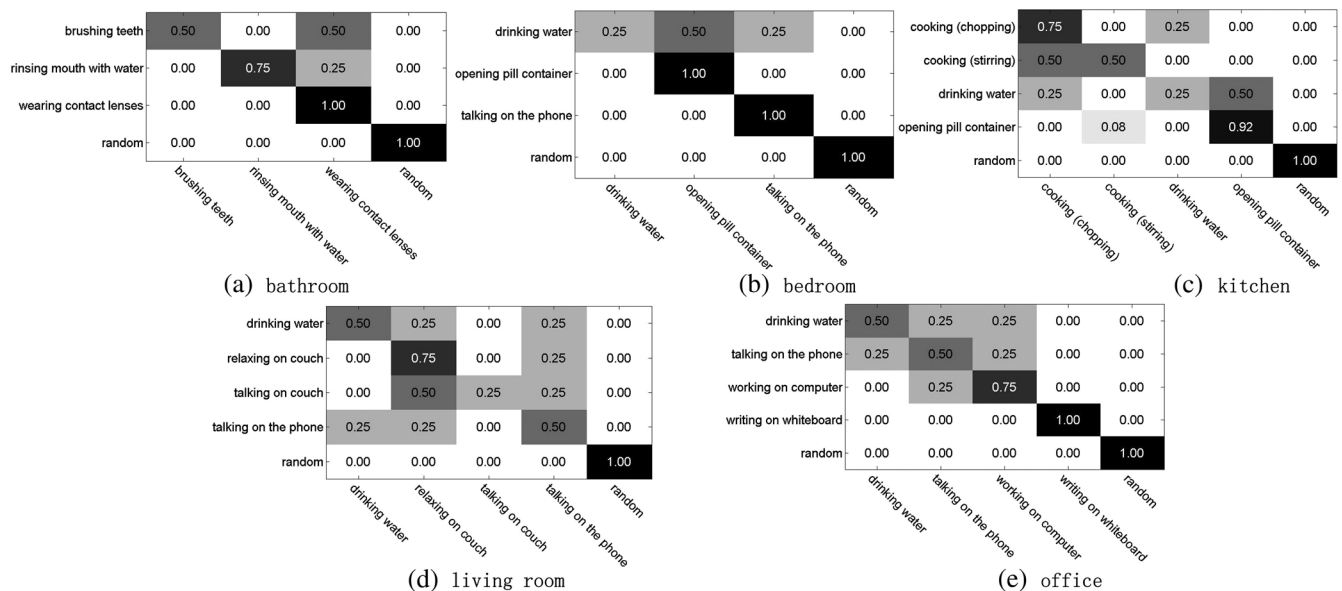 brushing teeth 0.50 0.00 0.50 0.00
rinsing mouth with water 0.00 0.75 0.25 0.00
wearing contact lenses 0.00 0.00 1.00 0.00
random 0.00 0.00 0.00 1.00
brushing teeth
rinsing mouth with water
wearing contact lenses
random
(a) bathroom
drinking water 0.25 0.50 0.25 0.00
opening pill container 0.00 1.00 0.00 0.00
talking on the phone 0.00 0.00 1.00 0.00
random 0.00 0.00 0.00 1.00
drinking water
opening pill container
talking on the phone
random
(b) bedroom
cooking (chopping) 0.75 0.00 0.25 0.00 0.00
cooking (stirring) 0.50 0.50 0.00 0.00 0.00
drinking water 0.25 0.00 0.25 0.50 0.00
opening pill container 0.00 0.08 0.00 0.92 0.00
random 0.00 0.00 0.00 0.00 1.00
cooking (chopping)
cooking (stirring)
drinking water
opening pill container
random
(c) kitchen
drinking water 0.50 0.25 0.00 0.25 0.00
relaxing on couch 0.00 0.75 0.00 0.25 0.00
talking on couch 0.00 0.50 0.25 0.25 0.00
talking on the phone 0.25 0.25 0.00 0.50 0.00
random 0.00 0.00 0.00 0.00 1.00
drinking water
relaxing on couch
talking on couch
talking on the phone
random
(d) living room
drinking water 0.50 0.25 0.25 0.00 0.00
talking on the phone 0.25 0.50 0.25 0.00 0.00
working on computer 0.00 0.25 0.75 0.00 0.00
writing on whiteboard 0.00 0.00 0.00 1.00 0.00
random 0.00 0.00 0.00 0.00 1.00
drinking water
talking on the phone
working on computer
writing on whiteboard
random
(e) office